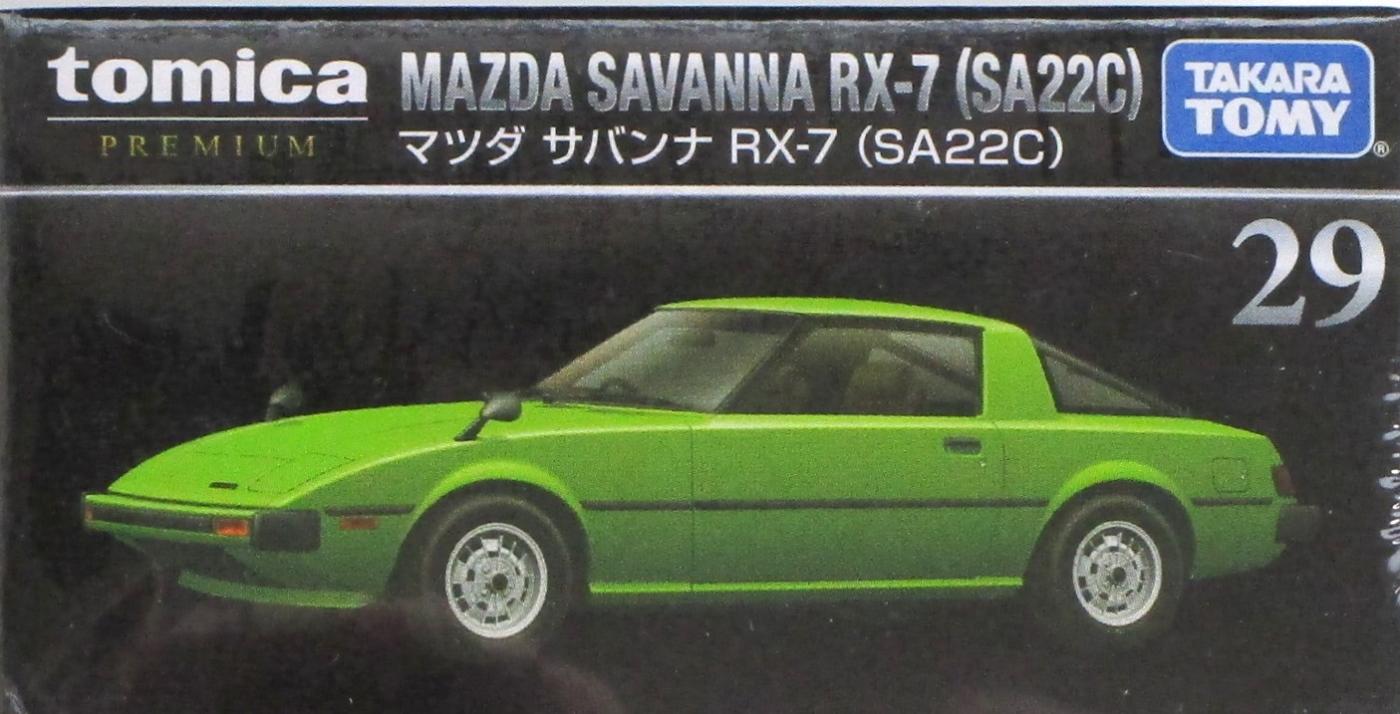 tomica
PREMIUM
MAZDA SAVANNA RX-7 (SA22C)
マツダ サバンナ RX-7 (SA22C)
TAKARA
TOMY
®
29